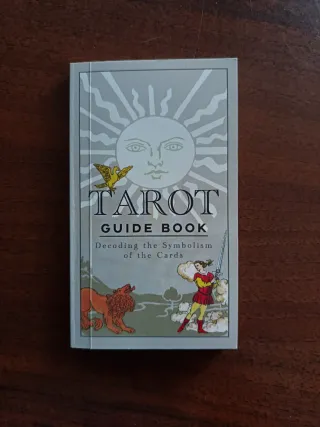 TAROT
GUIDE BOOK
Decoding the Symbolism
of the Cards